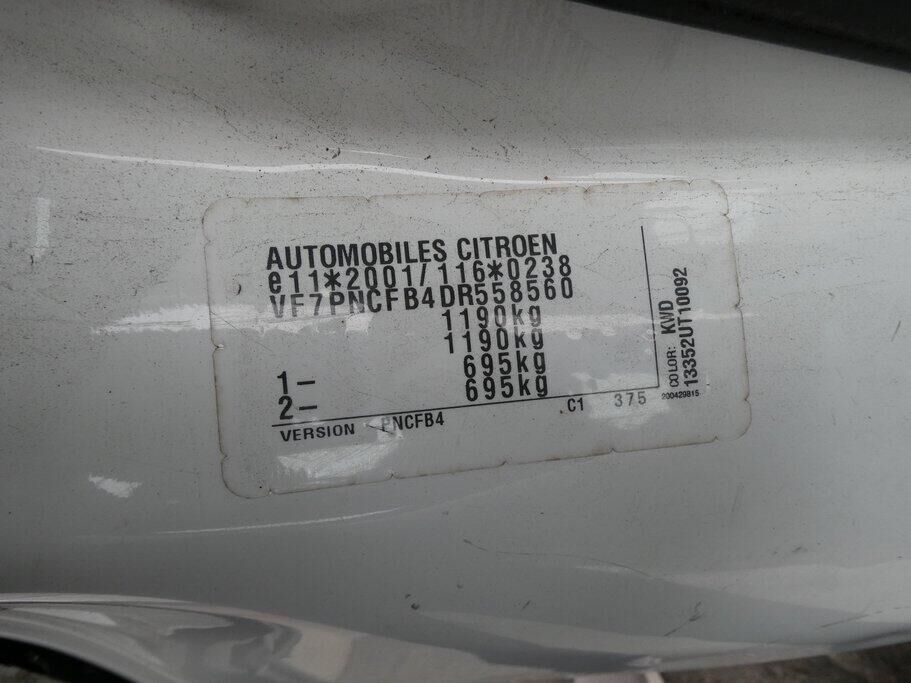 AUTOMOBILES CITROEN
e11*2001/116*0238
VF7PNCFB4DR558560
1190kg
1190kg
1– 695kg
2– 695kg
VERSION PNCFB4 C1 375
COLOR: KWD
13352UT10092
200429815